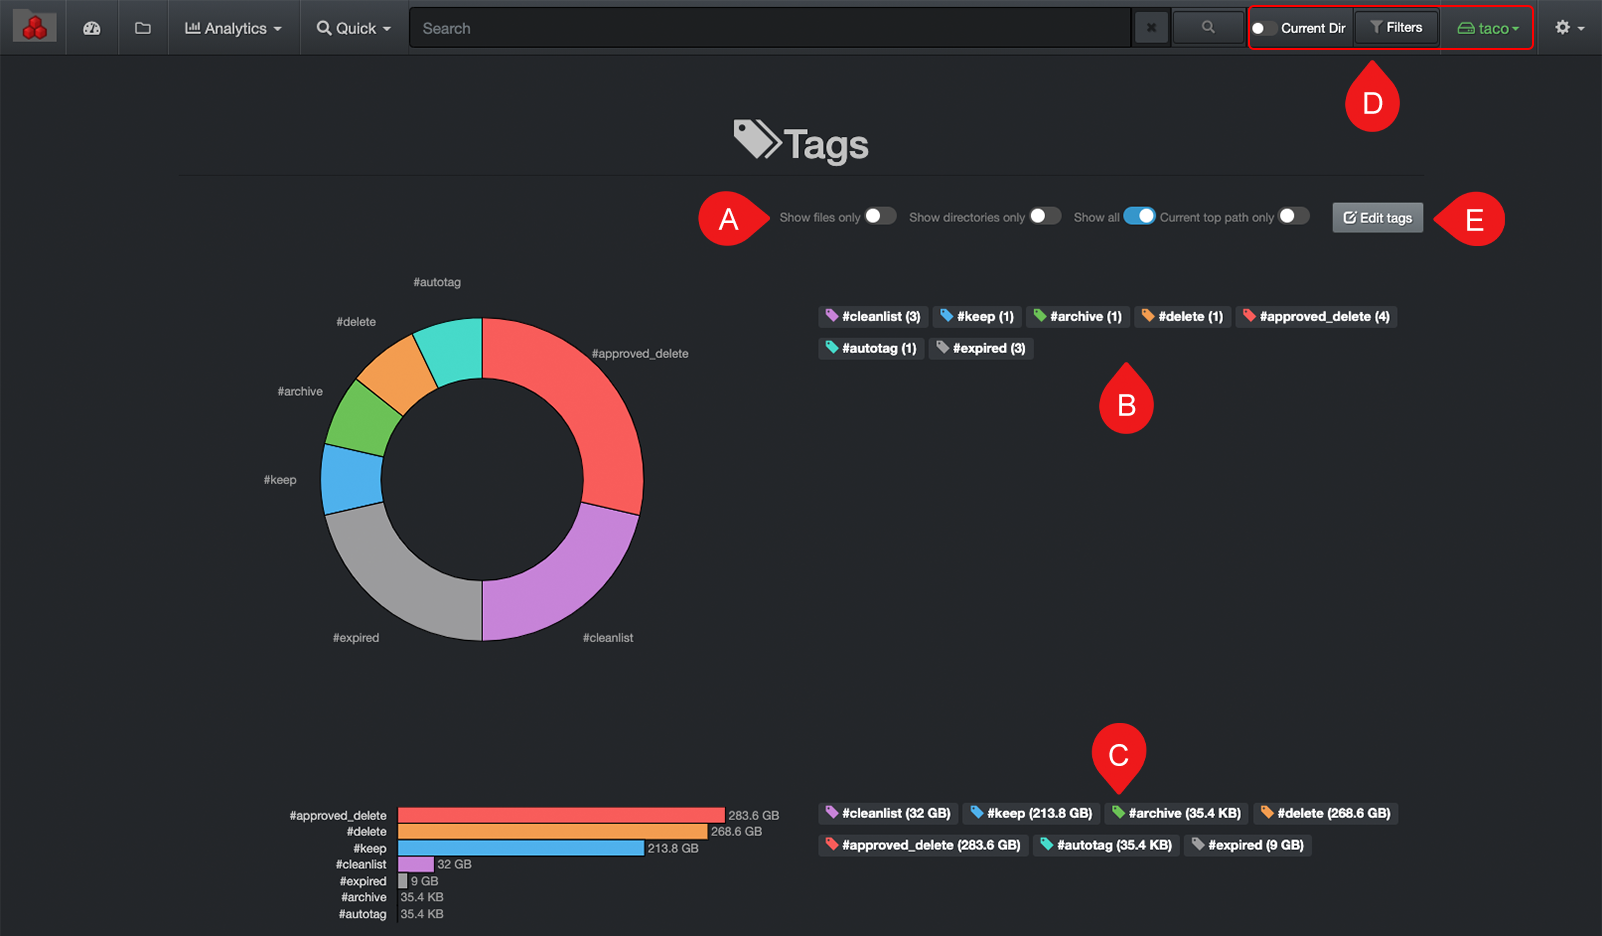 Analytics Quick Search Current Dir Filters taco
D
Tags
A Show files only Show directories only Show all Current top path only Edit tags E
#autotag
#delete
#approved_delete
#archive
#keep
#expired
#cleanlist
#cleanlist (3) #keep (1) #archive (1) #delete (1) #approved_delete (4)
#autotag (1) #expired (3)
B
C
#approved_delete 283.6 GB
#delete 268.6 GB
#keep 213.8 GB
#cleanlist 32 GB
#expired 9 GB
#archive 35.4 KB
#autotag 35.4 KB
#cleanlist (32 GB) #keep (213.8 GB) #archive (35.4 KB) #delete (268.6 GB)
#approved_delete (283.6 GB) #autotag (35.4 KB) #expired (9 GB)